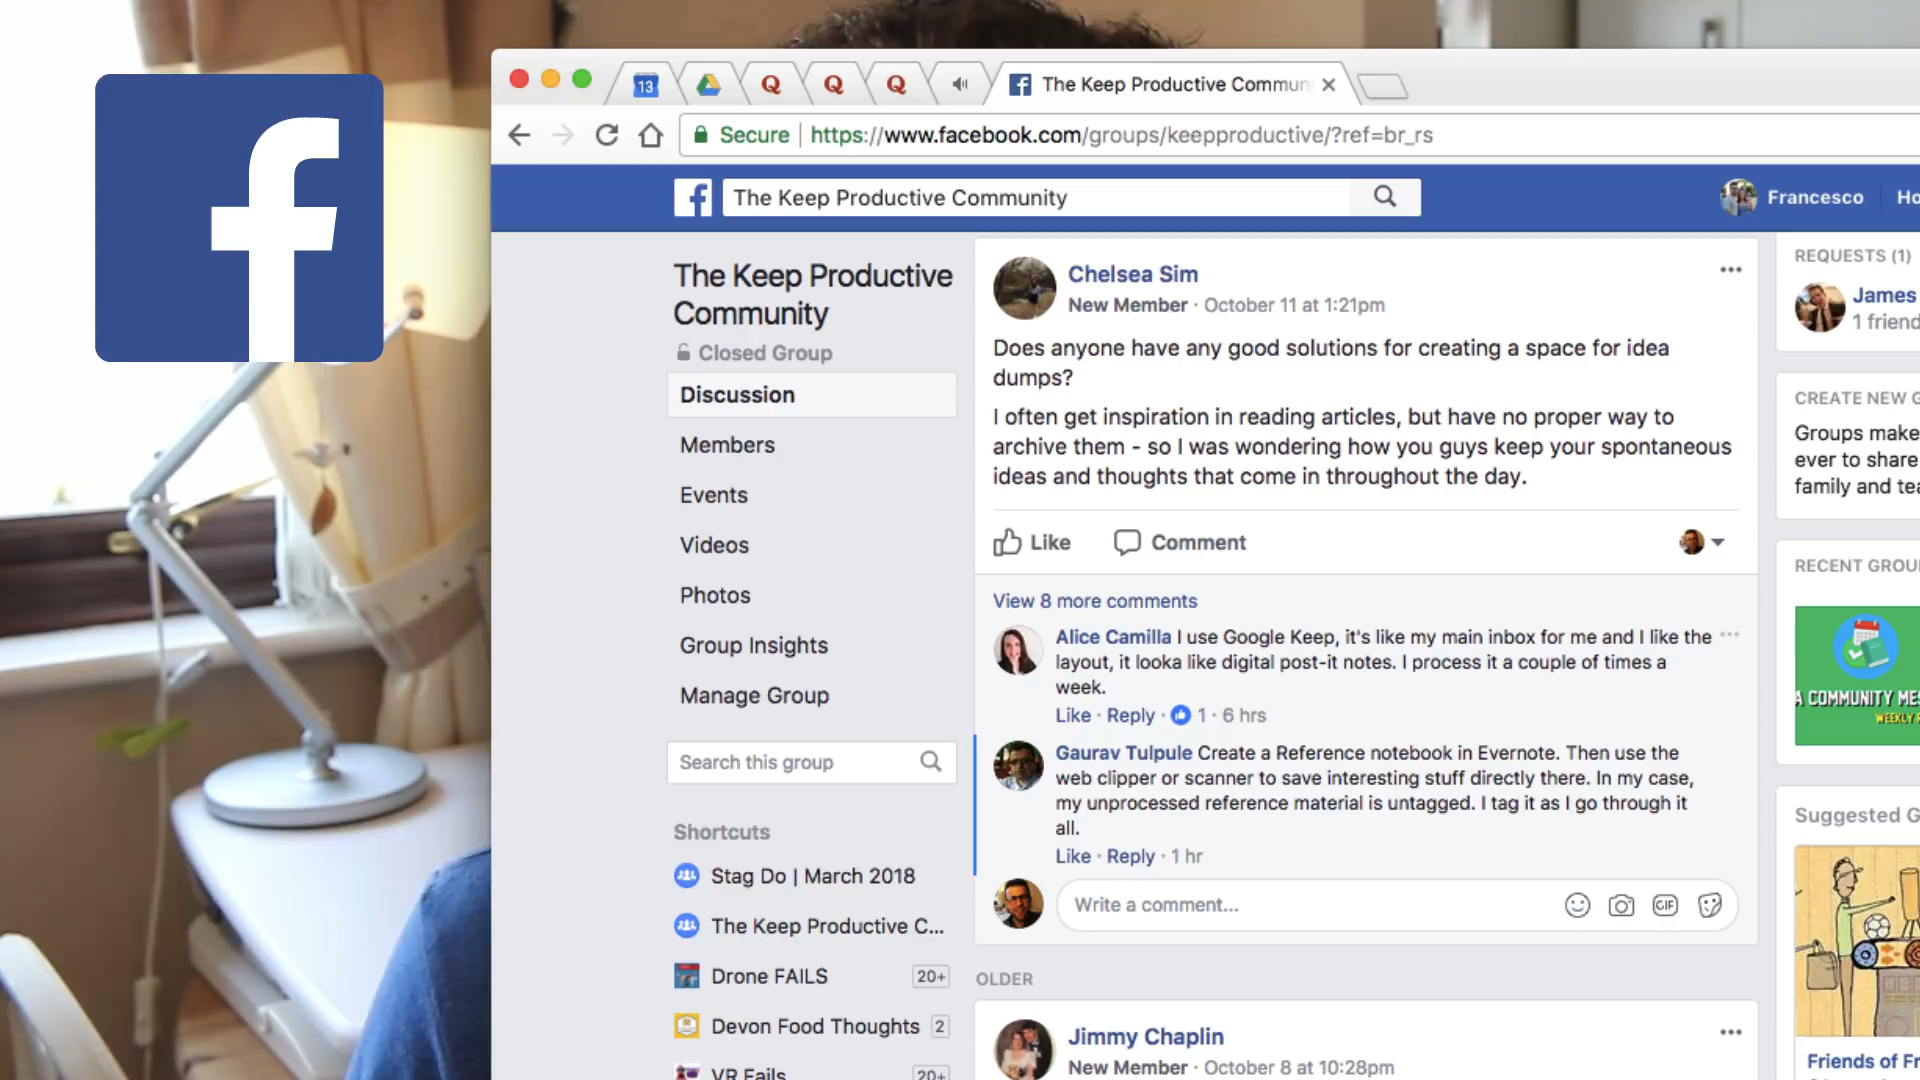 13
The Keep Productive Commun
Secure
https://www.facebook.com/groups/keepproductive/?ref=br_rs
The Keep Productive Community
Francesco
Ho
The Keep Productive
Community
Closed Group
Discussion
Members
Events
Videos
Photos
Group Insights
Manage Group
Search this group
Shortcuts
Stag Do | March 2018
The Keep Productive C...
Drone FAILS
20+
Devon Food Thoughts
2
VR Fails
20+
Chelsea Sim
New Member · October 11 at 1:21pm
Does anyone have any good solutions for creating a space for idea
dumps?
I often get inspiration in reading articles, but have no proper way to
archive them - so I was wondering how you guys keep your spontaneous
ideas and thoughts that come in throughout the day.
Like
Comment
View 8 more comments
Alice Camilla I use Google Keep, it's like my main inbox for me and I like the
layout, it looka like digital post-it notes. I process it a couple of times a
week.
Like · Reply · 1 · 6 hrs
Gaurav Tulpule Create a Reference notebook in Evernote. Then use the
web clipper or scanner to save interesting stuff directly there. In my case,
my unprocessed reference material is untagged. I tag it as I go through it
all.
Like · Reply · 1 hr
Write a comment...
GIF
OLDER
Jimmy Chaplin
New Member · October 8 at 10:28pm
REQUESTS (1)
James
1 friend
CREATE NEW G
Groups make
ever to share
family and tea
RECENT GROU
A COMMUNITY MES
WEEKLY
Suggested G
Friends of Fr